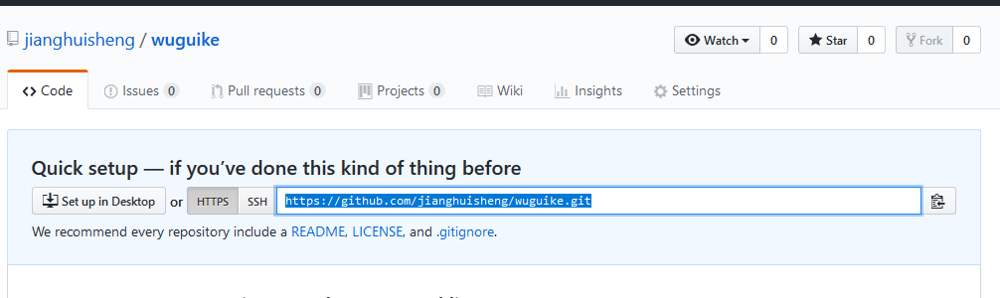 jianghuisheng / wuguike Watch 0 Star 0 Fork 0
Code Issues 0 Pull requests 0 Projects 0 Wiki Insights Settings
Quick setup — if you’ve done this kind of thing before
Set up in Desktop or HTTPS SSH https://github.com/jianghuisheng/wuguike.git
We recommend every repository include a README, LICENSE, and .gitignore.